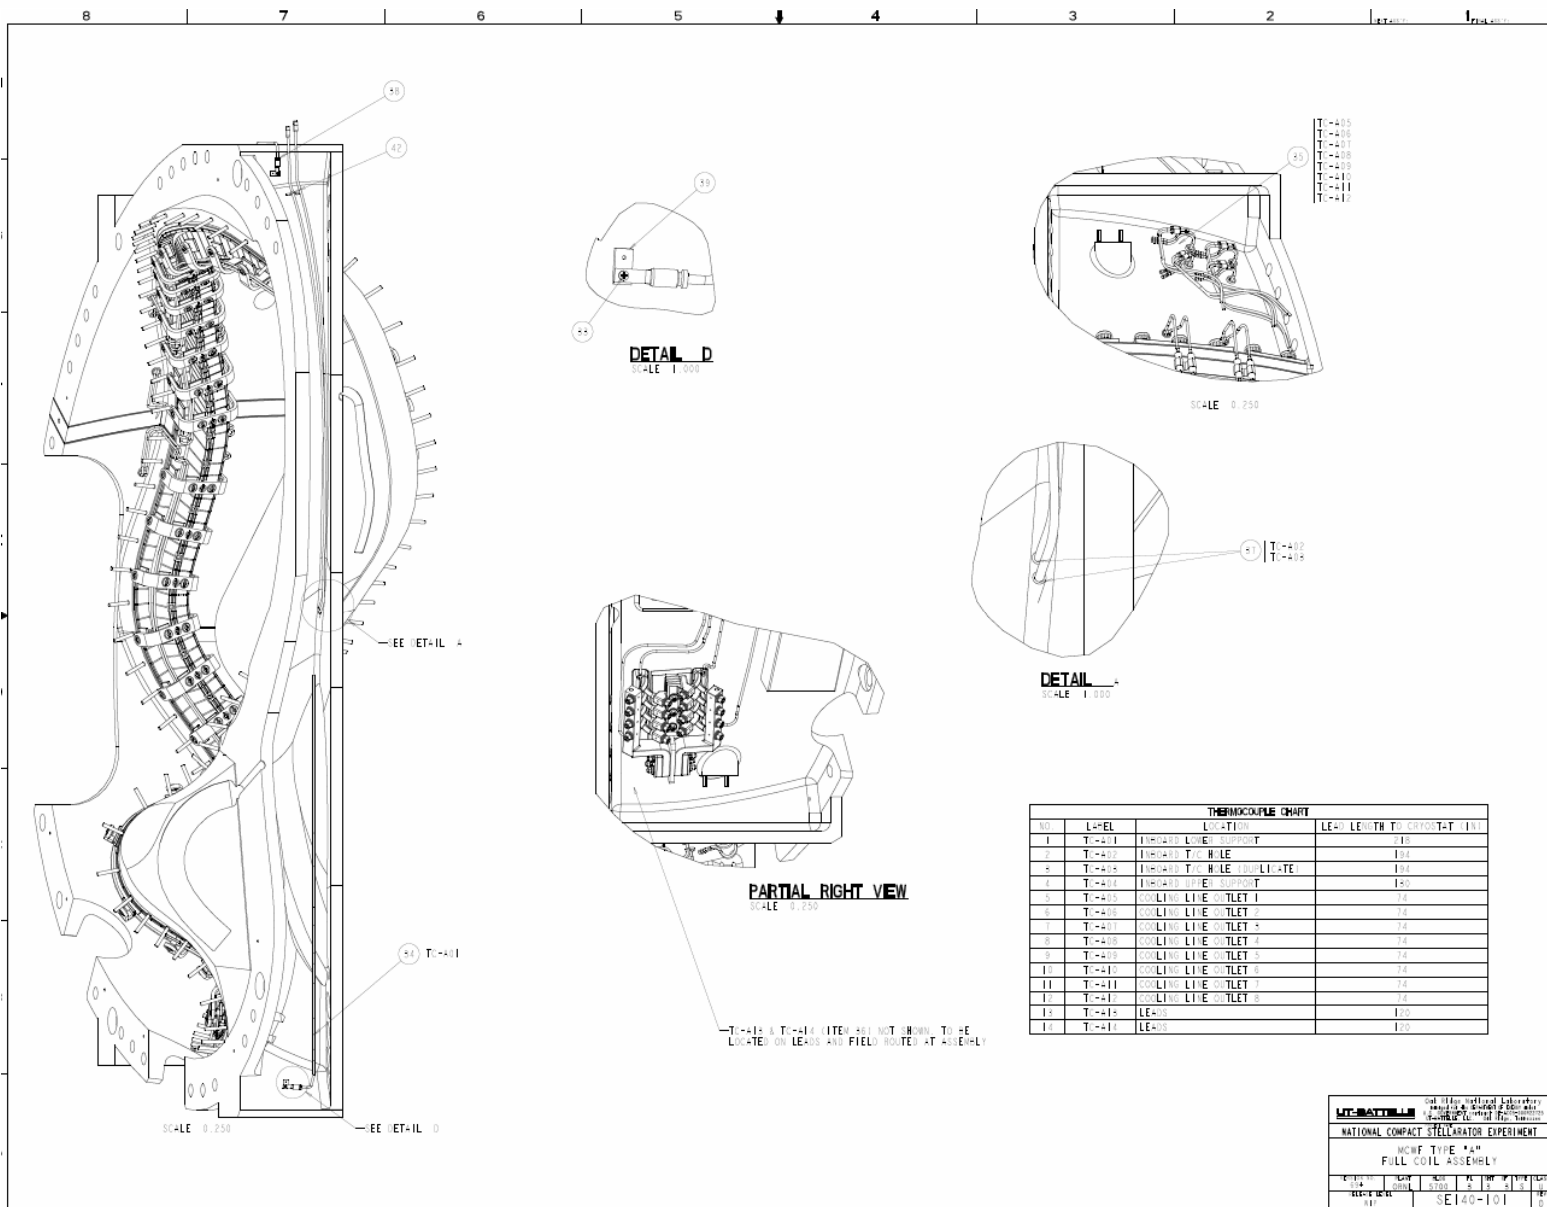 8 7 6 5 4 3 2 1
38
42
39
33
DETAIL D
SCALE 1.000
35
TC-A05
TC-A06
TC-A07
TC-A08
TC-A09
TC-A10
TC-A11
TC-A12
SCALE 0.250
37
TC-A02
TC-A03
DETAIL A
SCALE 1.000
SEE DETAIL A
PARTIAL RIGHT VIEW
SCALE 0.250
34 TC-A01
TC-A13 & TC-A14 (ITEM 36) NOT SHOWN. TO BE
LOCATED ON LEADS AND FIELD ROUTED AT ASSEMBLY
SCALE 0.250
SEE DETAIL D
THERMOCOUPLE CHART
NO. LABEL LOCATION LEAD LENGTH TO CRYOSTAT (IN)
1 TC-A01 INBOARD LOWER SUPPORT 218
2 TC-A02 INBOARD T/C HOLE 194
3 TC-A03 INBOARD T/C HOLE (DUPLICATE) 194
4 TC-A04 INBOARD UPPER SUPPORT 180
5 TC-A05 COOLING LINE OUTLET 1 74
6 TC-A06 COOLING LINE OUTLET 2 74
7 TC-A07 COOLING LINE OUTLET 3 74
8 TC-A08 COOLING LINE OUTLET 4 74
9 TC-A09 COOLING LINE OUTLET 5 74
10 TC-A10 COOLING LINE OUTLET 6 74
11 TC-A11 COOLING LINE OUTLET 7 74
12 TC-A12 COOLING LINE OUTLET 8 74
13 TC-A13 LEADS 120
14 TC-A14 LEADS 120
UT-BATTELLE
Oak Ridge National Laboratory
NATIONAL COMPACT STELLARATOR EXPERIMENT
MCWF TYPE "A"
FULL COIL ASSEMBLY
ORNL 5700
SE140-101